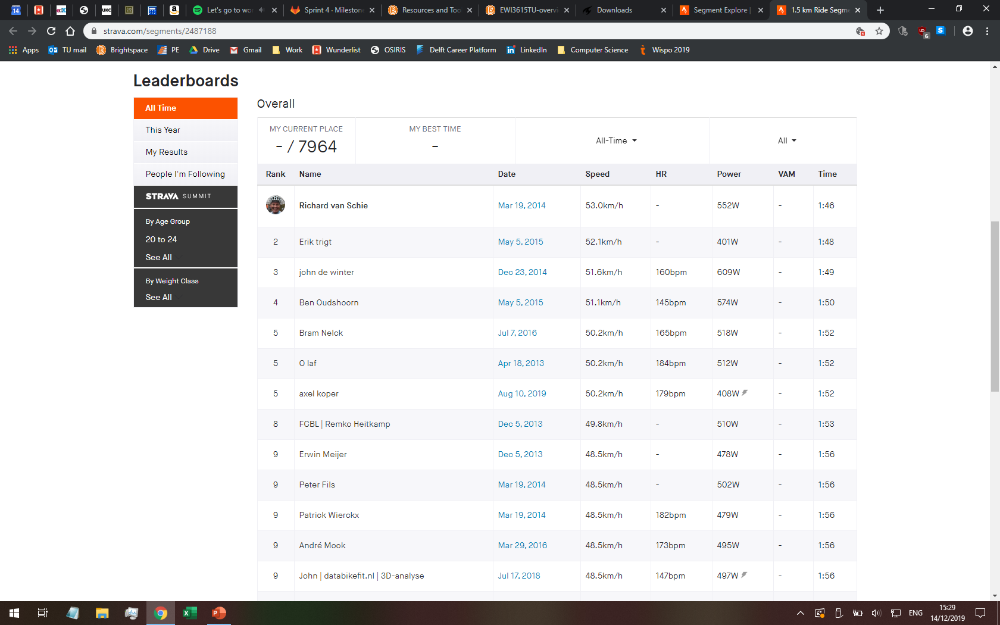 14
edX
UKC
a
Let's go to wor
Sprint 4 · Mileston
Resources and Too
EWI3615TU-overvi
Downloads
Segment Explore |
1.5 km Ride Segme
strava.com/segments/2487188
UD
6
S
Apps
TU mail
Brightspace
PE
Drive
Gmail
Work
Wunderlist
OSIRIS
Delft Career Platform
LinkedIn
Computer Science
Wispo 2019
Leaderboards
All Time
This Year
My Results
People I'm Following
STRAVA SUMMIT
By Age Group
20 to 24
See All
By Weight Class
See All
Overall
MY CURRENT PLACE
- / 7964
MY BEST TIME
-
All-Time
All
Rank Name Date Speed HR Power VAM Time
Richard van Schie Mar 19, 2014 53.0km/h - 552W - 1:46
2 Erik trigt May 5, 2015 52.1km/h - 401W - 1:48
3 john de winter Dec 23, 2014 51.6km/h 160bpm 609W - 1:49
4 Ben Oudshoorn May 5, 2015 51.1km/h 145bpm 574W - 1:50
5 Bram Nelck Jul 7, 2016 50.2km/h 165bpm 518W - 1:52
5 O laf Apr 18, 2013 50.2km/h 184bpm 512W - 1:52
5 axel koper Aug 10, 2019 50.2km/h 179bpm 408W - 1:52
8 FCBL | Remko Heitkamp Dec 5, 2013 49.8km/h - 510W - 1:53
9 Erwin Meijer Dec 5, 2013 48.5km/h - 478W - 1:56
9 Peter Fils Mar 19, 2014 48.5km/h - 502W - 1:56
9 Patrick Wierckx Mar 19, 2014 48.5km/h 182bpm 479W - 1:56
9 André Mook Mar 29, 2016 48.5km/h 173bpm 495W - 1:56
9 John | databikefit.nl | 3D-analyse Jul 17, 2018 48.5km/h 147bpm 497W - 1:56
ENG
15:29
14/12/2019